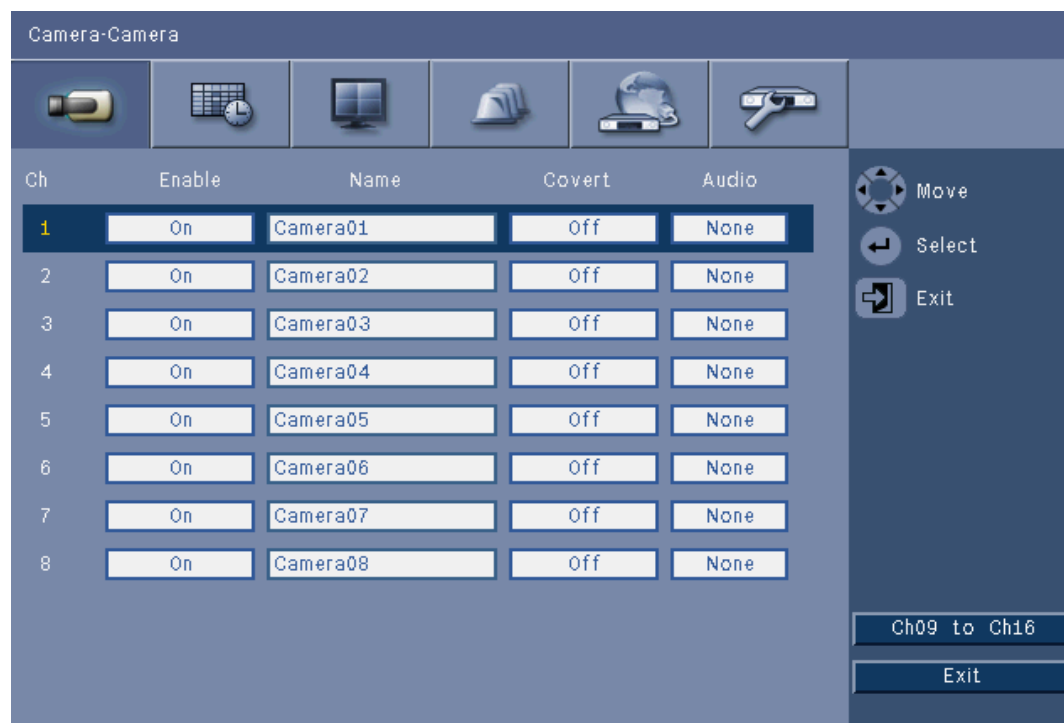 Camera-Camera
Ch Enable Name Covert Audio
1 On Camera01 Off None
2 On Camera02 Off None
3 On Camera03 Off None
4 On Camera04 Off None
5 On Camera05 Off None
6 On Camera06 Off None
7 On Camera07 Off None
8 On Camera08 Off None
Move
Select
Exit
Ch09 to Ch16
Exit